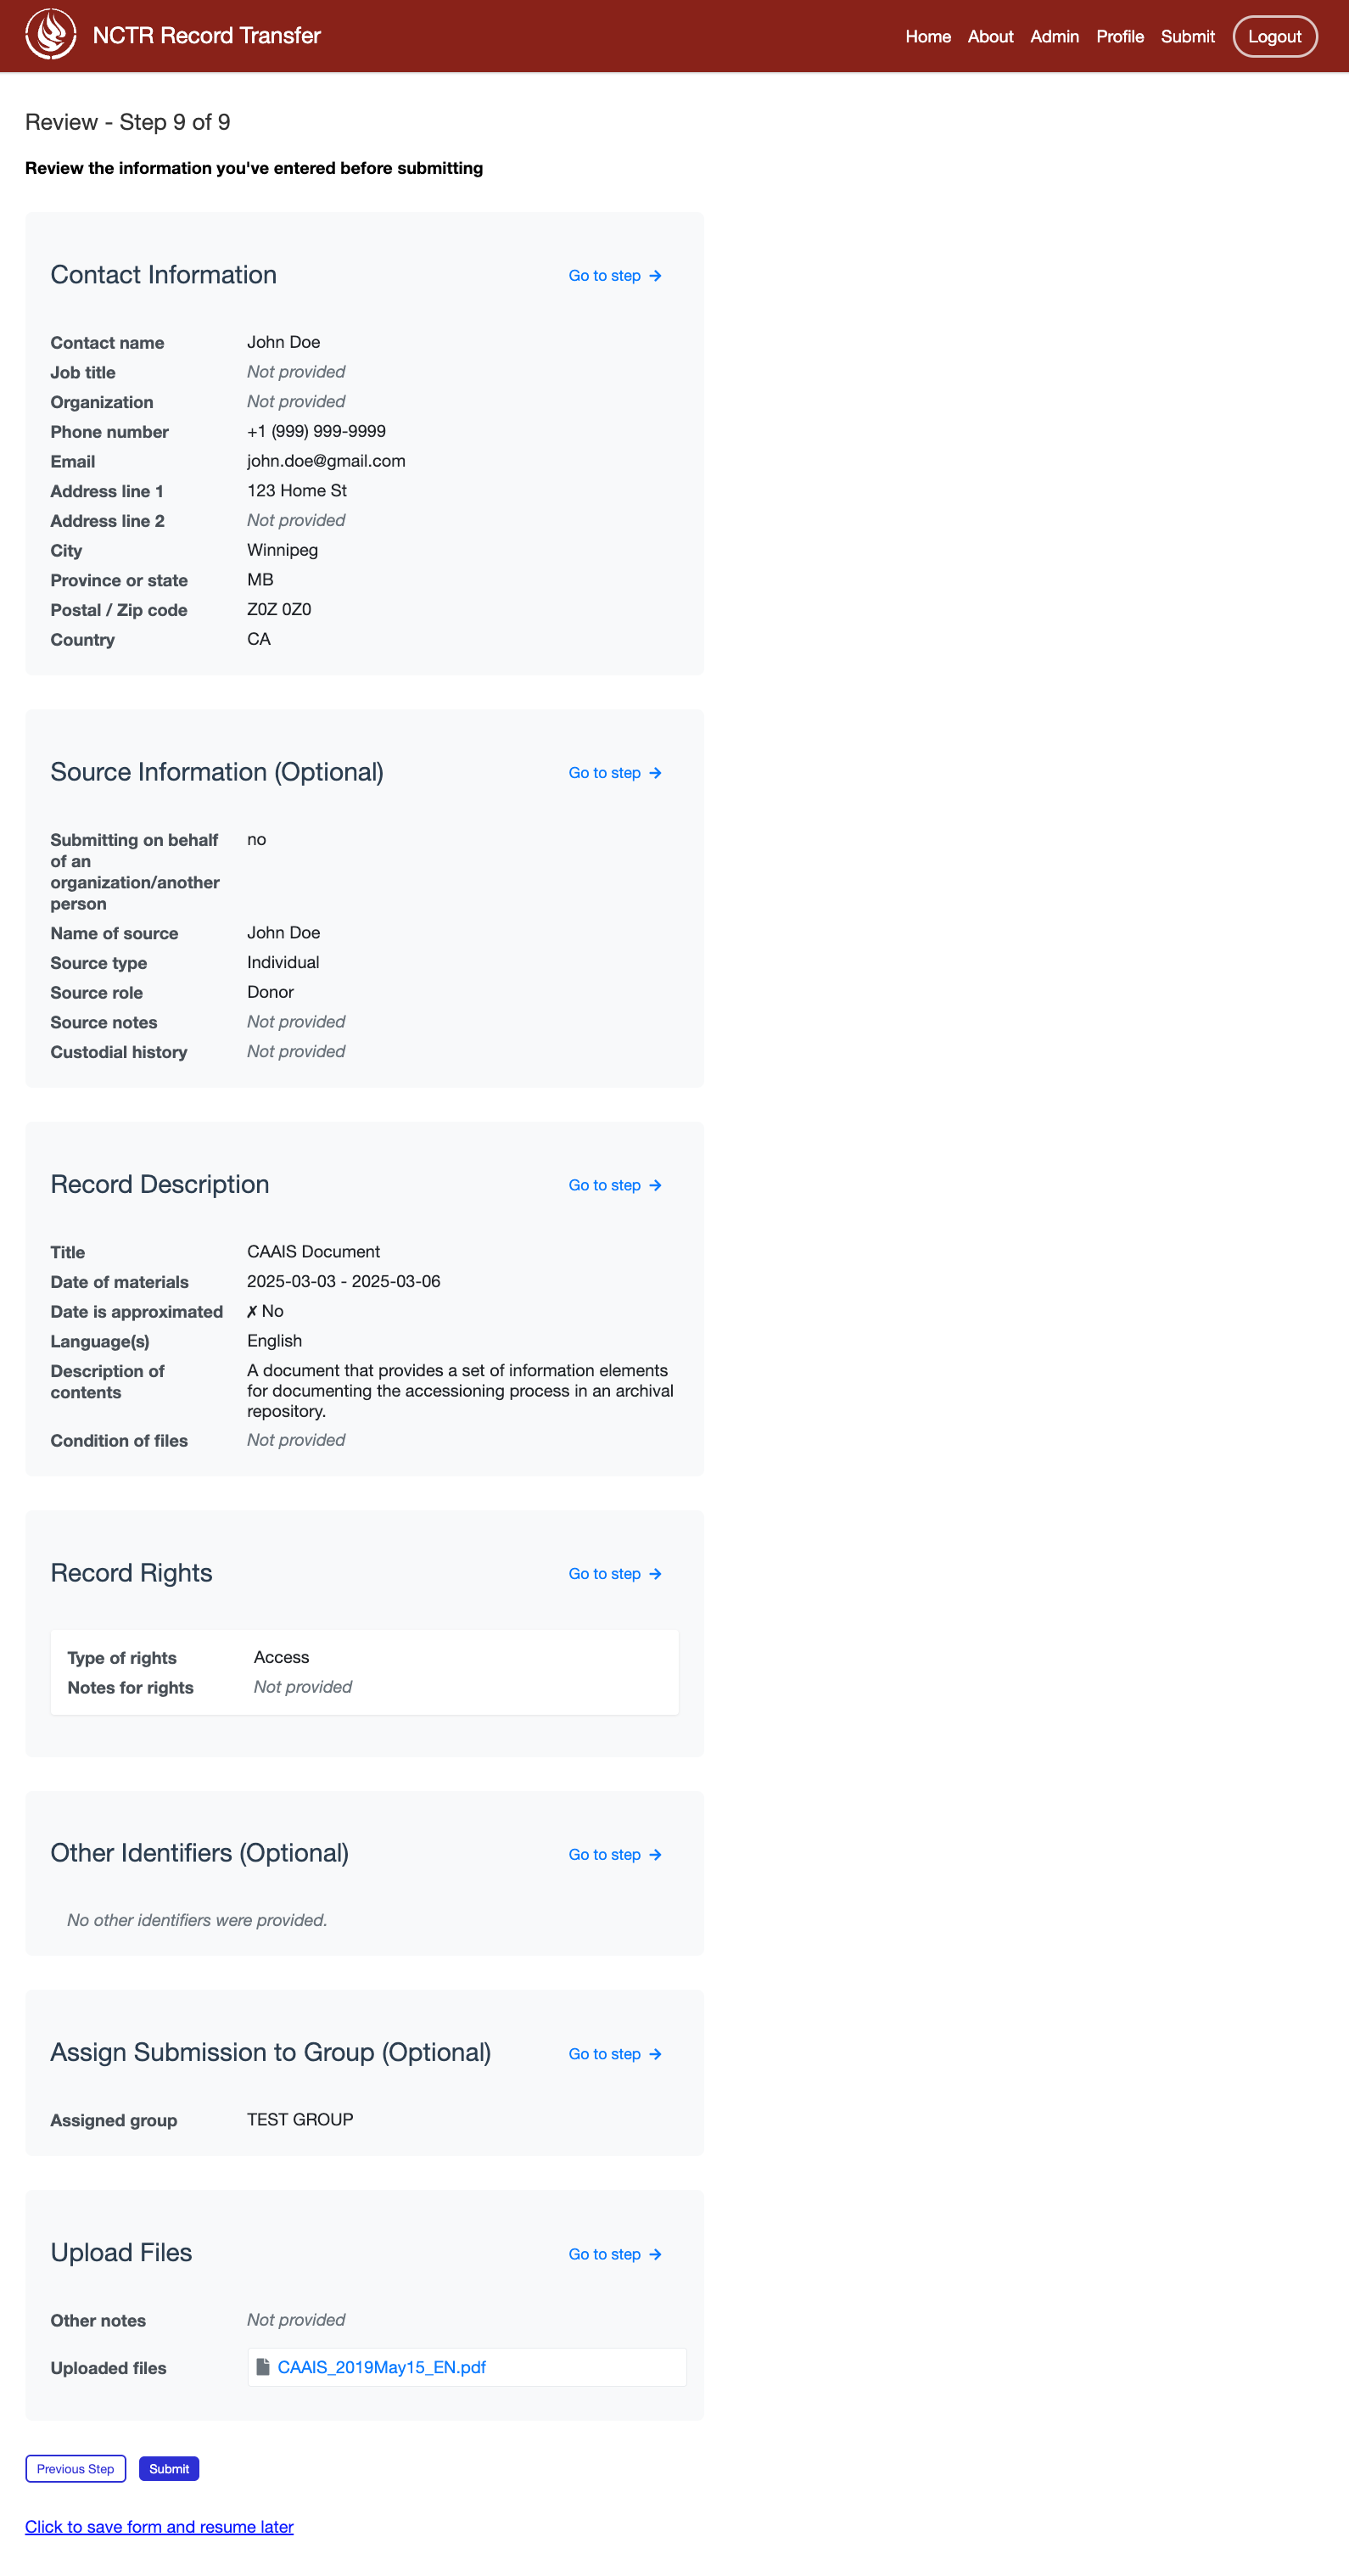 NCTR Record Transfer
Home About Admin Profile Submit Logout
Review - Step 9 of 9
Review the information you've entered before submitting
Contact Information Go to step →
Contact name John Doe
Job title Not provided
Organization Not provided
Phone number +1 (999) 999-9999
Email john.doe@gmail.com
Address line 1 123 Home St
Address line 2 Not provided
City Winnipeg
Province or state MB
Postal / Zip code Z0Z 0Z0
Country CA
Source Information (Optional) Go to step →
Submitting on behalf no
of an
organization/another
person
Name of source John Doe
Source type Individual
Source role Donor
Source notes Not provided
Custodial history Not provided
Record Description Go to step →
Title CAAIS Document
Date of materials 2025-03-03 - 2025-03-06
Date is approximated ✗ No
Language(s) English
Description of A document that provides a set of information elements
contents for documenting the accessioning process in an archival
repository.
Condition of files Not provided
Record Rights Go to step →
Type of rights Access
Notes for rights Not provided
Other Identifiers (Optional) Go to step →
No other identifiers were provided.
Assign Submission to Group (Optional) Go to step →
Assigned group TEST GROUP
Upload Files Go to step →
Other notes Not provided
Uploaded files CAAIS_2019May15_EN.pdf
Previous Step Submit
Click to save form and resume later